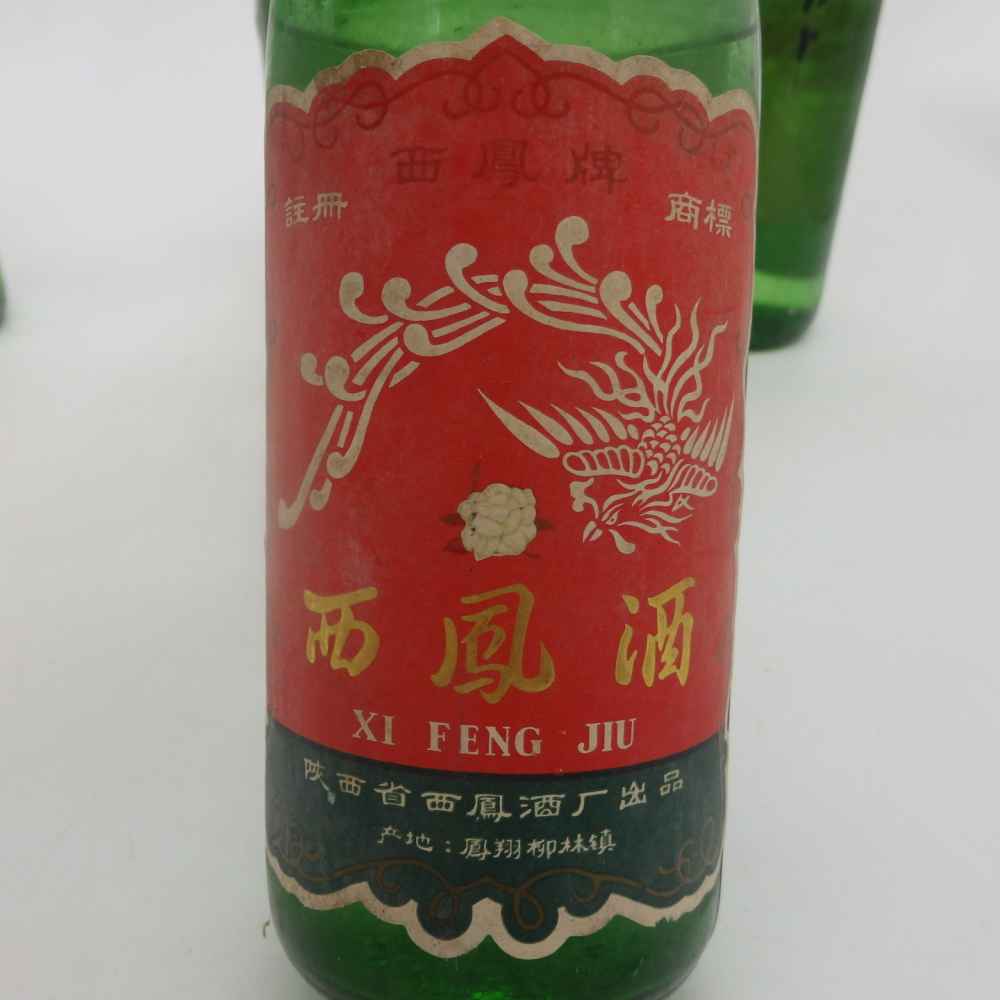 西鳳牌
註冊 商標
西鳳酒
XI FENG JIU
陕西省西鳳酒厂出品
产地：鳳翔柳林镇